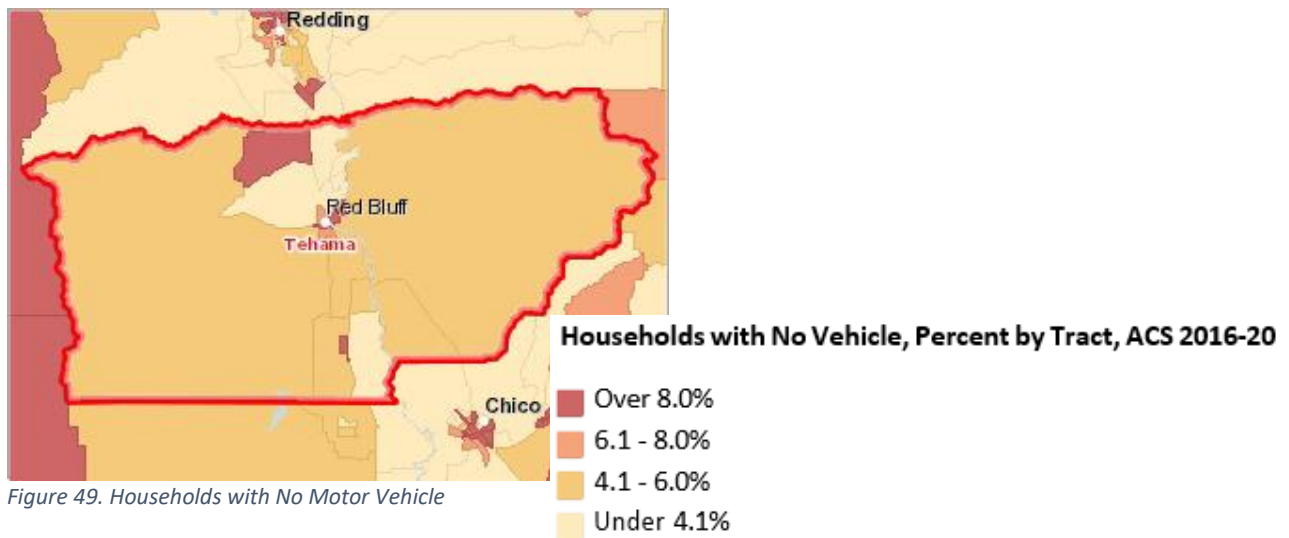 Redding
Red Bluff
Tehama
Chico
Households with No Vehicle, Percent by Tract, ACS 2016-20
Over 8.0%
6.1 - 8.0%
4.1 - 6.0%
Under 4.1%
Figure 49. Households with No Motor Vehicle